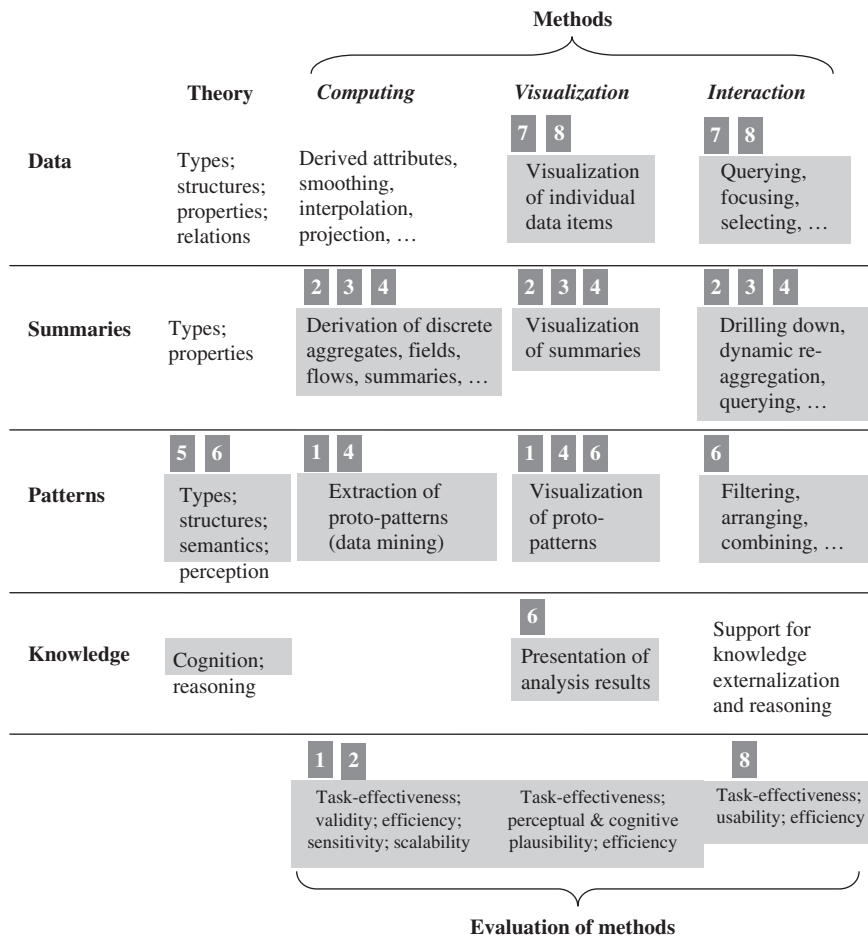 Methods
Theory Computing Visualization Interaction
7 8 7 8
Data
Types;
structures;
properties;
relations
Derived attributes,
smoothing,
interpolation,
projection, …
Visualization
of individual
data items
Querying,
focusing,
selecting, …
2 3 4 2 3 4 2 3 4
Summaries
Types;
properties
Derivation of discrete
aggregates, fields,
flows, summaries, …
Visualization
of summaries
Drilling down,
dynamic re-
aggregation,
querying, …
5 6 1 4 1 4 6 6
Patterns
Types;
structures;
semantics;
perception
Extraction of
proto-patterns
(data mining)
Visualization
of proto-
patterns
Filtering,
arranging,
combining, …
6
Knowledge
Cognition;
reasoning
Presentation of
analysis results
Support for
knowledge
externalization
and reasoning
1 2 8
Task-effectiveness;
validity; efficiency;
sensitivity; scalability
Task-effectiveness;
perceptual & cognitive
plausibility; efficiency
Task-effectiveness;
usability; efficiency
Evaluation of methods